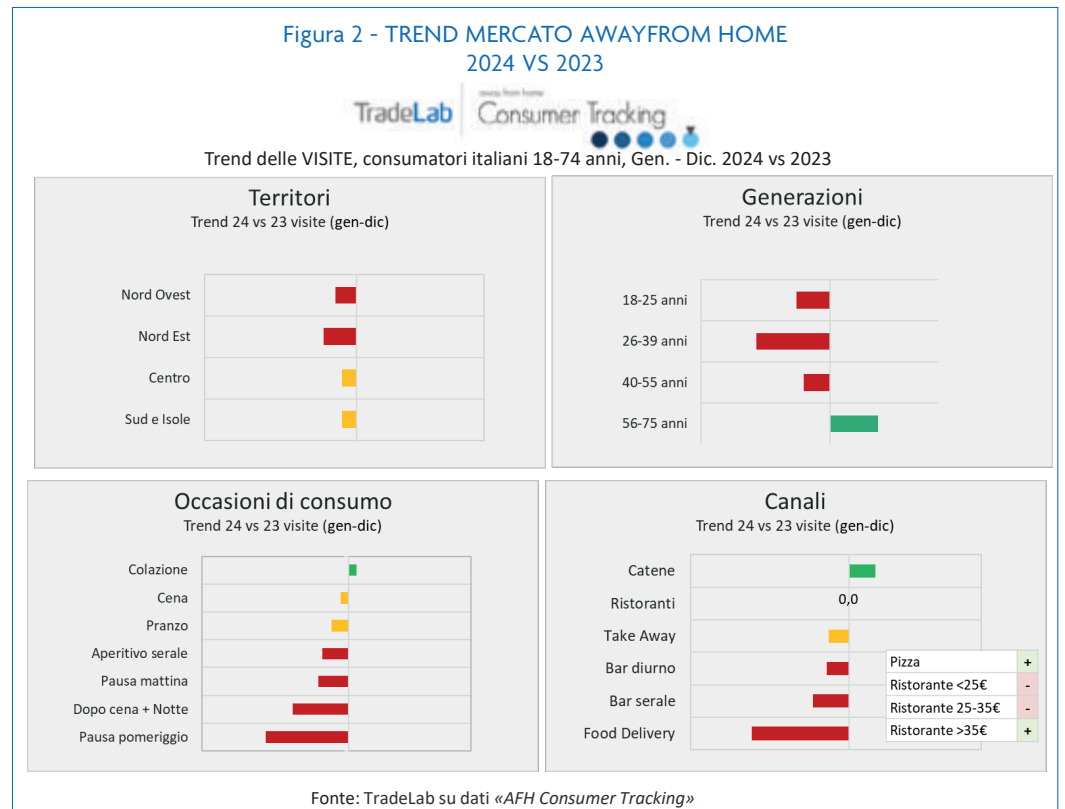 Figura 2 - TREND MERCATO AWAYFROM HOME
2024 VS 2023
TradeLab
away from home
Consumer Tracking
Trend delle VISITE, consumatori italiani 18-74 anni, Gen. - Dic. 2024 vs 2023
Territori
Trend 24 vs 23 visite (gen-dic)
Nord Ovest
Nord Est
Centro
Sud e Isole
Generazioni
Trend 24 vs 23 visite (gen-dic)
18-25 anni
26-39 anni
40-55 anni
56-75 anni
Occasioni di consumo
Trend 24 vs 23 visite (gen-dic)
Colazione
Cena
Pranzo
Aperitivo serale
Pausa mattina
Dopo cena + Notte
Pausa pomeriggio
Canali
Trend 24 vs 23 visite (gen-dic)
Catene
Ristoranti 0,0
Take Away
Bar diurno
Bar serale
Food Delivery
Pizza +
Ristorante <25€ -
Ristorante 25-35€ -
Ristorante >35€ +
Fonte: TradeLab su dati «AFH Consumer Tracking»